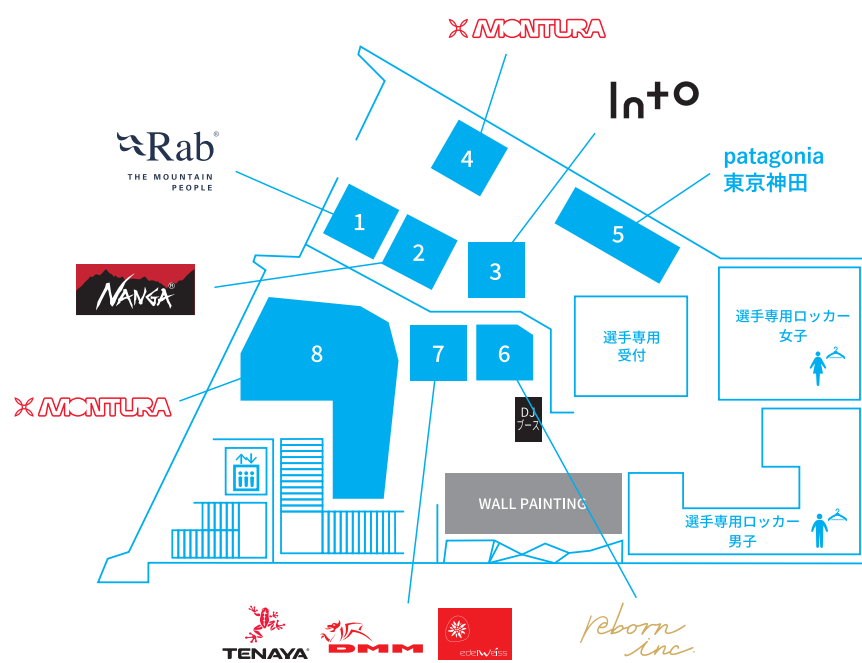 MONTURA
Into
Rab®
THE MOUNTAIN
PEOPLE
patagonia
東京神田
4
1
2
3
5
NANGA®
選手専用
受付
選手専用ロッカー
女子
2
8
7
6
MONTURA
DJ
ブース
WALL PAINTING
選手専用ロッカー
男子
2
TENAYA®
DMM
edelweiss
reborn
inc.